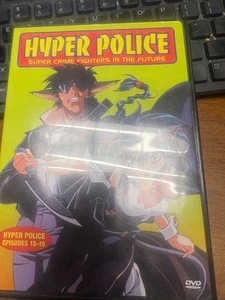 HYPER POLICE
SUPER CRIME FIGHTERS IN THE FUTURE
HYPER POLICE
EPISODES 13-16
DVD